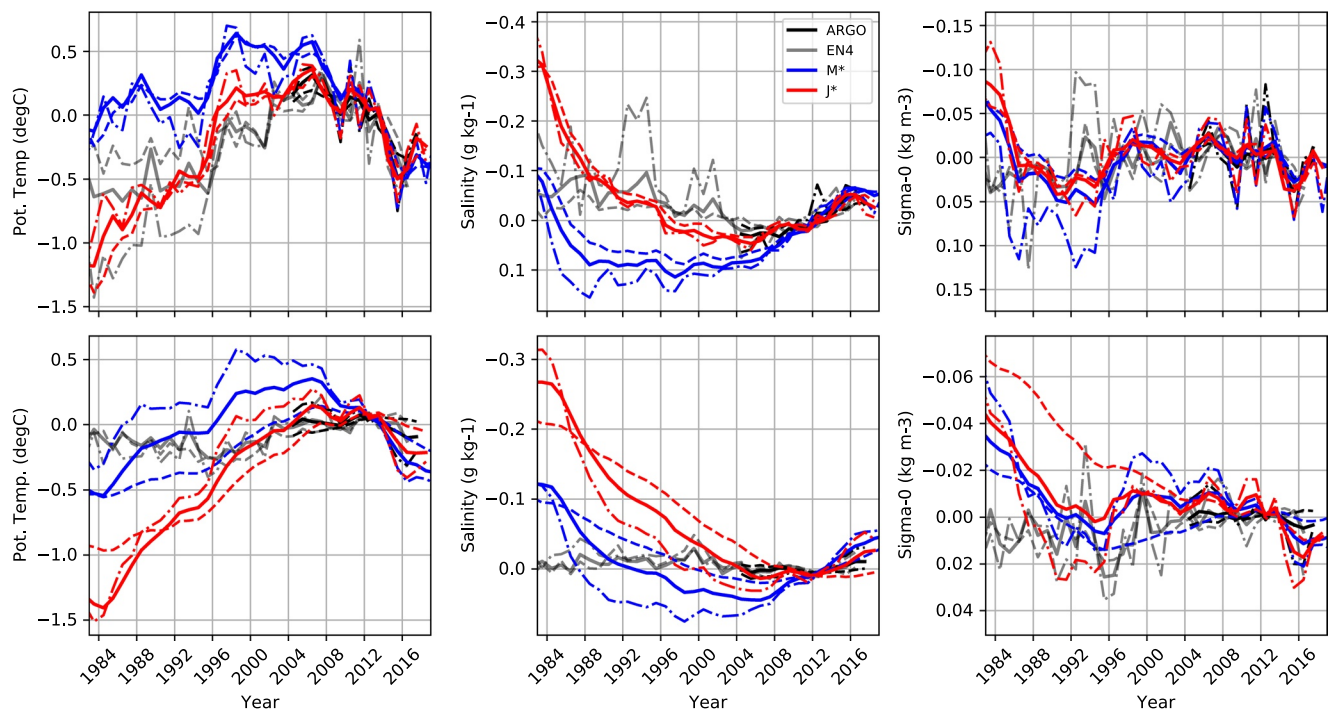 Pot. Temp (degC)
0.5
0.0
−0.5
−1.0
−1.5
Salinity (g kg-1)
−0.4
−0.3
−0.2
−0.1
0.0
0.1
ARGO
EN4
M*
J*
Sigma-0 (kg m-3)
−0.15
−0.10
−0.05
0.00
0.05
0.10
0.15
Pot. Temp. (degC)
0.5
0.0
−0.5
−1.0
−1.5
1984 1988 1992 1996 2000 2004 2008 2012 2016
Year
Salinity (g kg-1)
−0.3
−0.2
−0.1
0.0
1984 1988 1992 1996 2000 2004 2008 2012 2016
Year
Sigma-0 (kg m-3)
−0.06
−0.04
−0.02
0.00
0.02
0.04
1984 1988 1992 1996 2000 2004 2008 2012 2016
Year